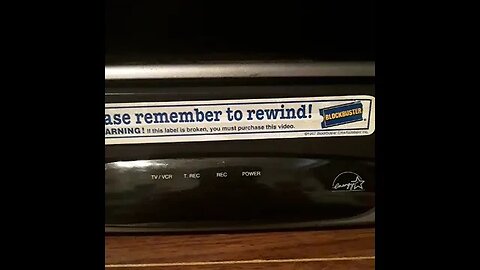 ase remember to rewind!
BLOCKBUSTER
ARNING! If this label is broken, you must purchase this video.
TV / VCR T. REC REC POWER
energy